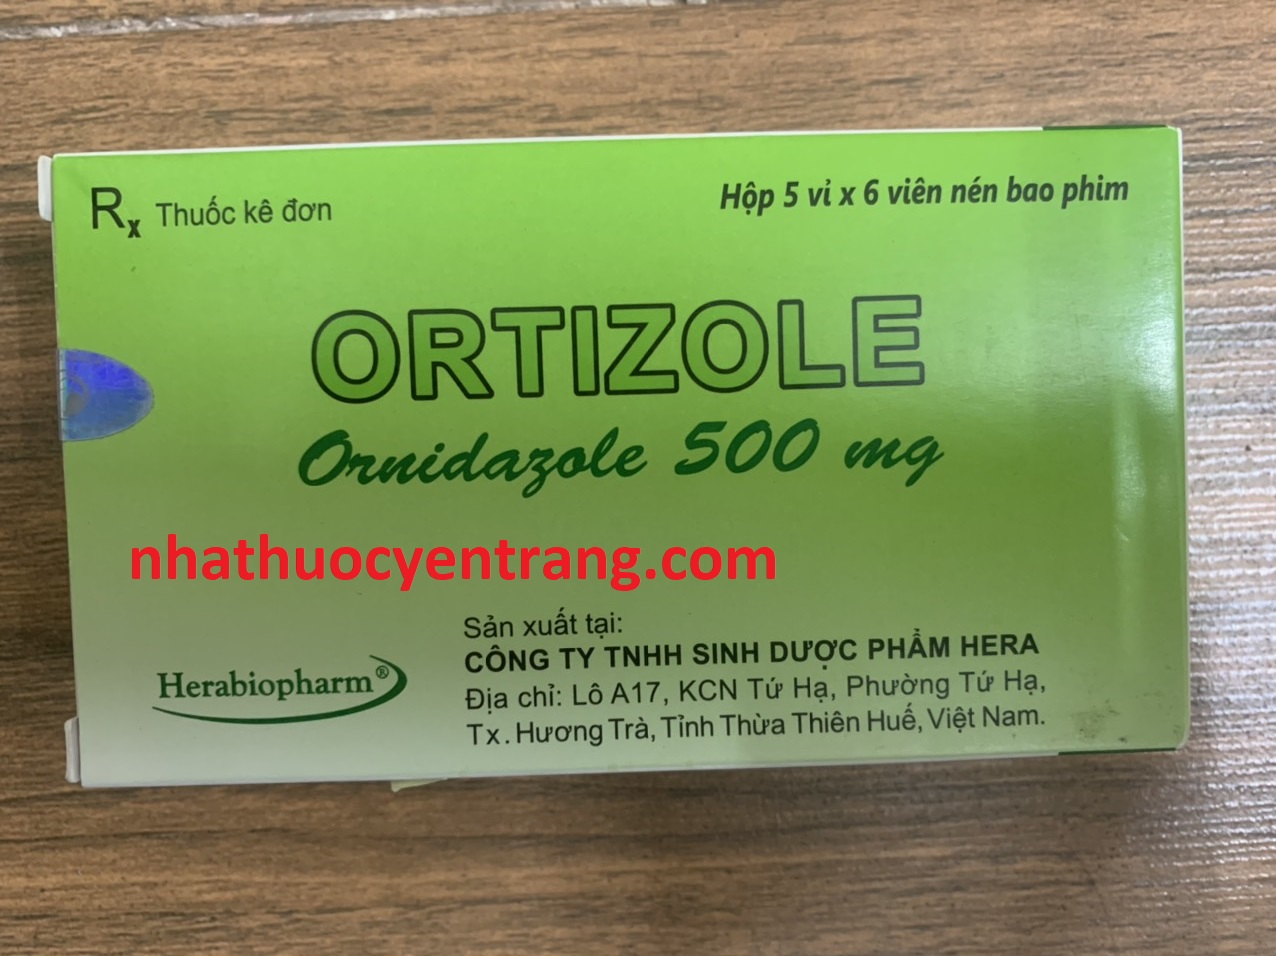 Rx Thuốc kê đơn
Hộp 5 vỉ x 6 viên nén bao phim
ORTIZOLE
Ornidazole 500 mg
nhathuocyentrang.com
Herabiopharm®
Sản xuất tại:
CÔNG TY TNHH SINH DƯỢC PHẨM HERA
Địa chỉ: Lô A17, KCN Tứ Hạ, Phường Tứ Hạ,
Tx. Hương Trà, Tỉnh Thừa Thiên Huế, Việt Nam.